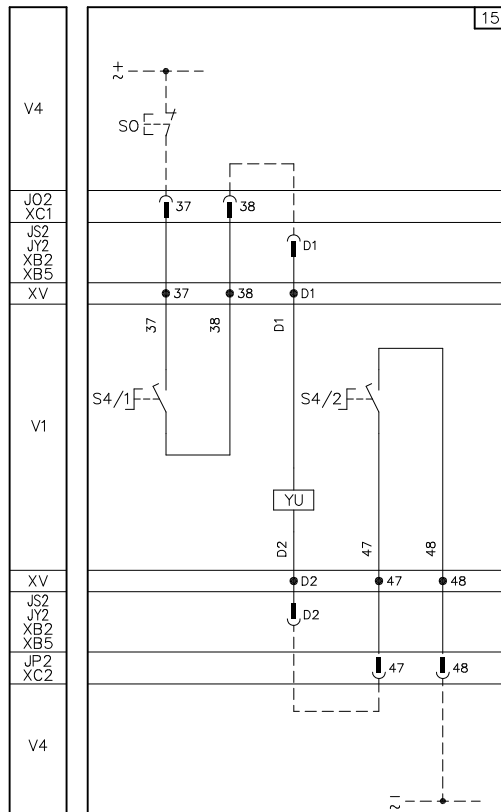 15
+
~
V4
SO
JO2
XC1
37
38
JS2
JY2
XB2
XB5
D1
XV
37
38
D1
37
38
D1
V1
S4/1
S4/2
YU
D2
47
48
XV
D2
47
48
JS2
JY2
XB2
XB5
D2
JP2
XC2
47
48
V4
–
~